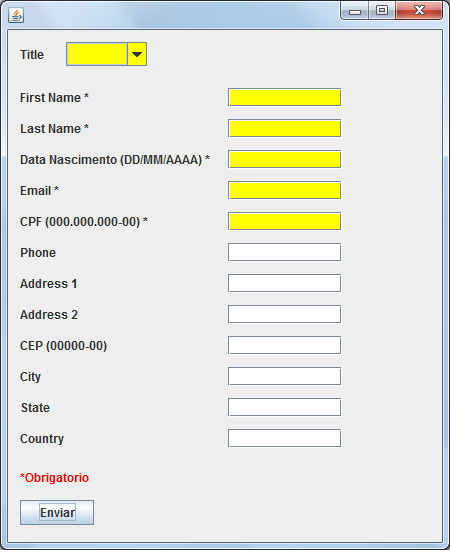 Title
First Name *
Last Name *
Data Nascimento (DD/MM/AAAA) *
Email *
CPF (000.000.000-00) *
Phone
Address 1
Address 2
CEP (00000-00)
City
State
Country
*Obrigatorio
Enviar